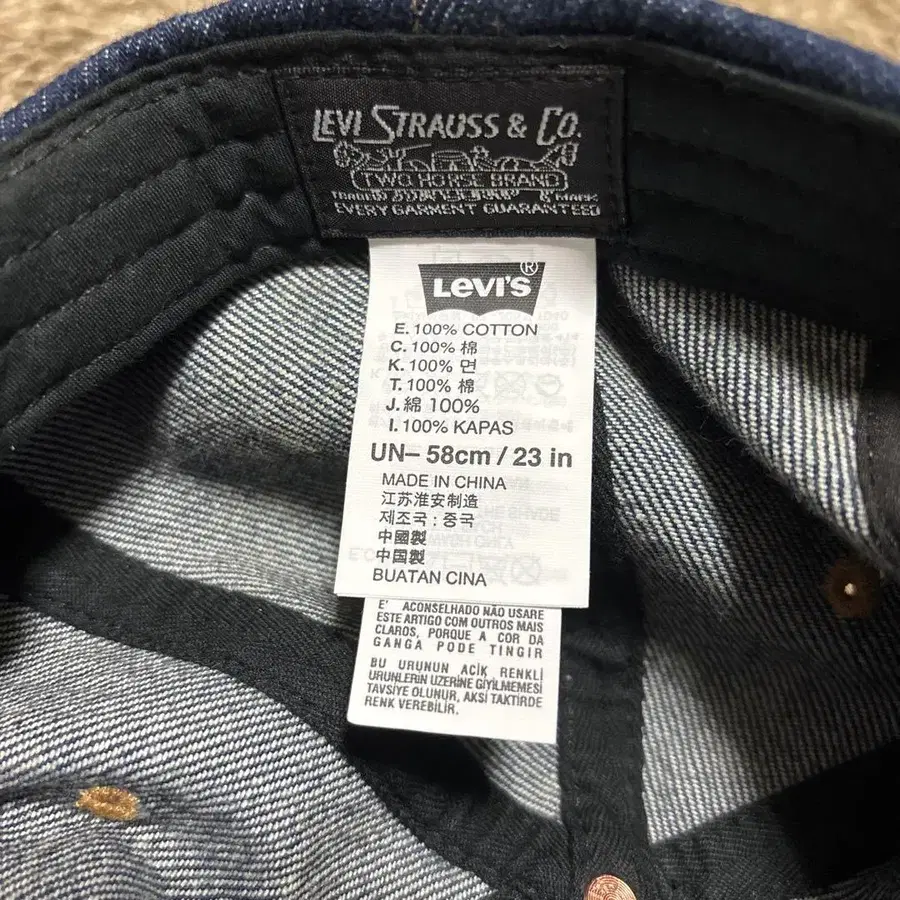 LEVI STRAUSS & CO.
TWO HORSE BRAND
EVERY GARMENT GUARANTEED
LEVI'S®
E. 100% COTTON
C. 100% 棉
K. 100% 면
T. 100% 棉
J. 綿 100%
I. 100% KAPAS
UN– 58cm / 23 in
MADE IN CHINA
江苏淮安制造
제조국 : 중국
中國製
中国製
BUATAN CINA
E' ACONSELHADO NÃO USARE
ESTE ARTIGO COM OUTROS MAIS
CLAROS, PORQUE A COR DA
GANGA PODE TINGIR
BU URUNUN AÇIK RENKLI
URUNLERIN UZERINE GIYILMEMESI
TAVSIYE OLUNUR, AKSI TAKTIRDE
RENK VEREBILIR.